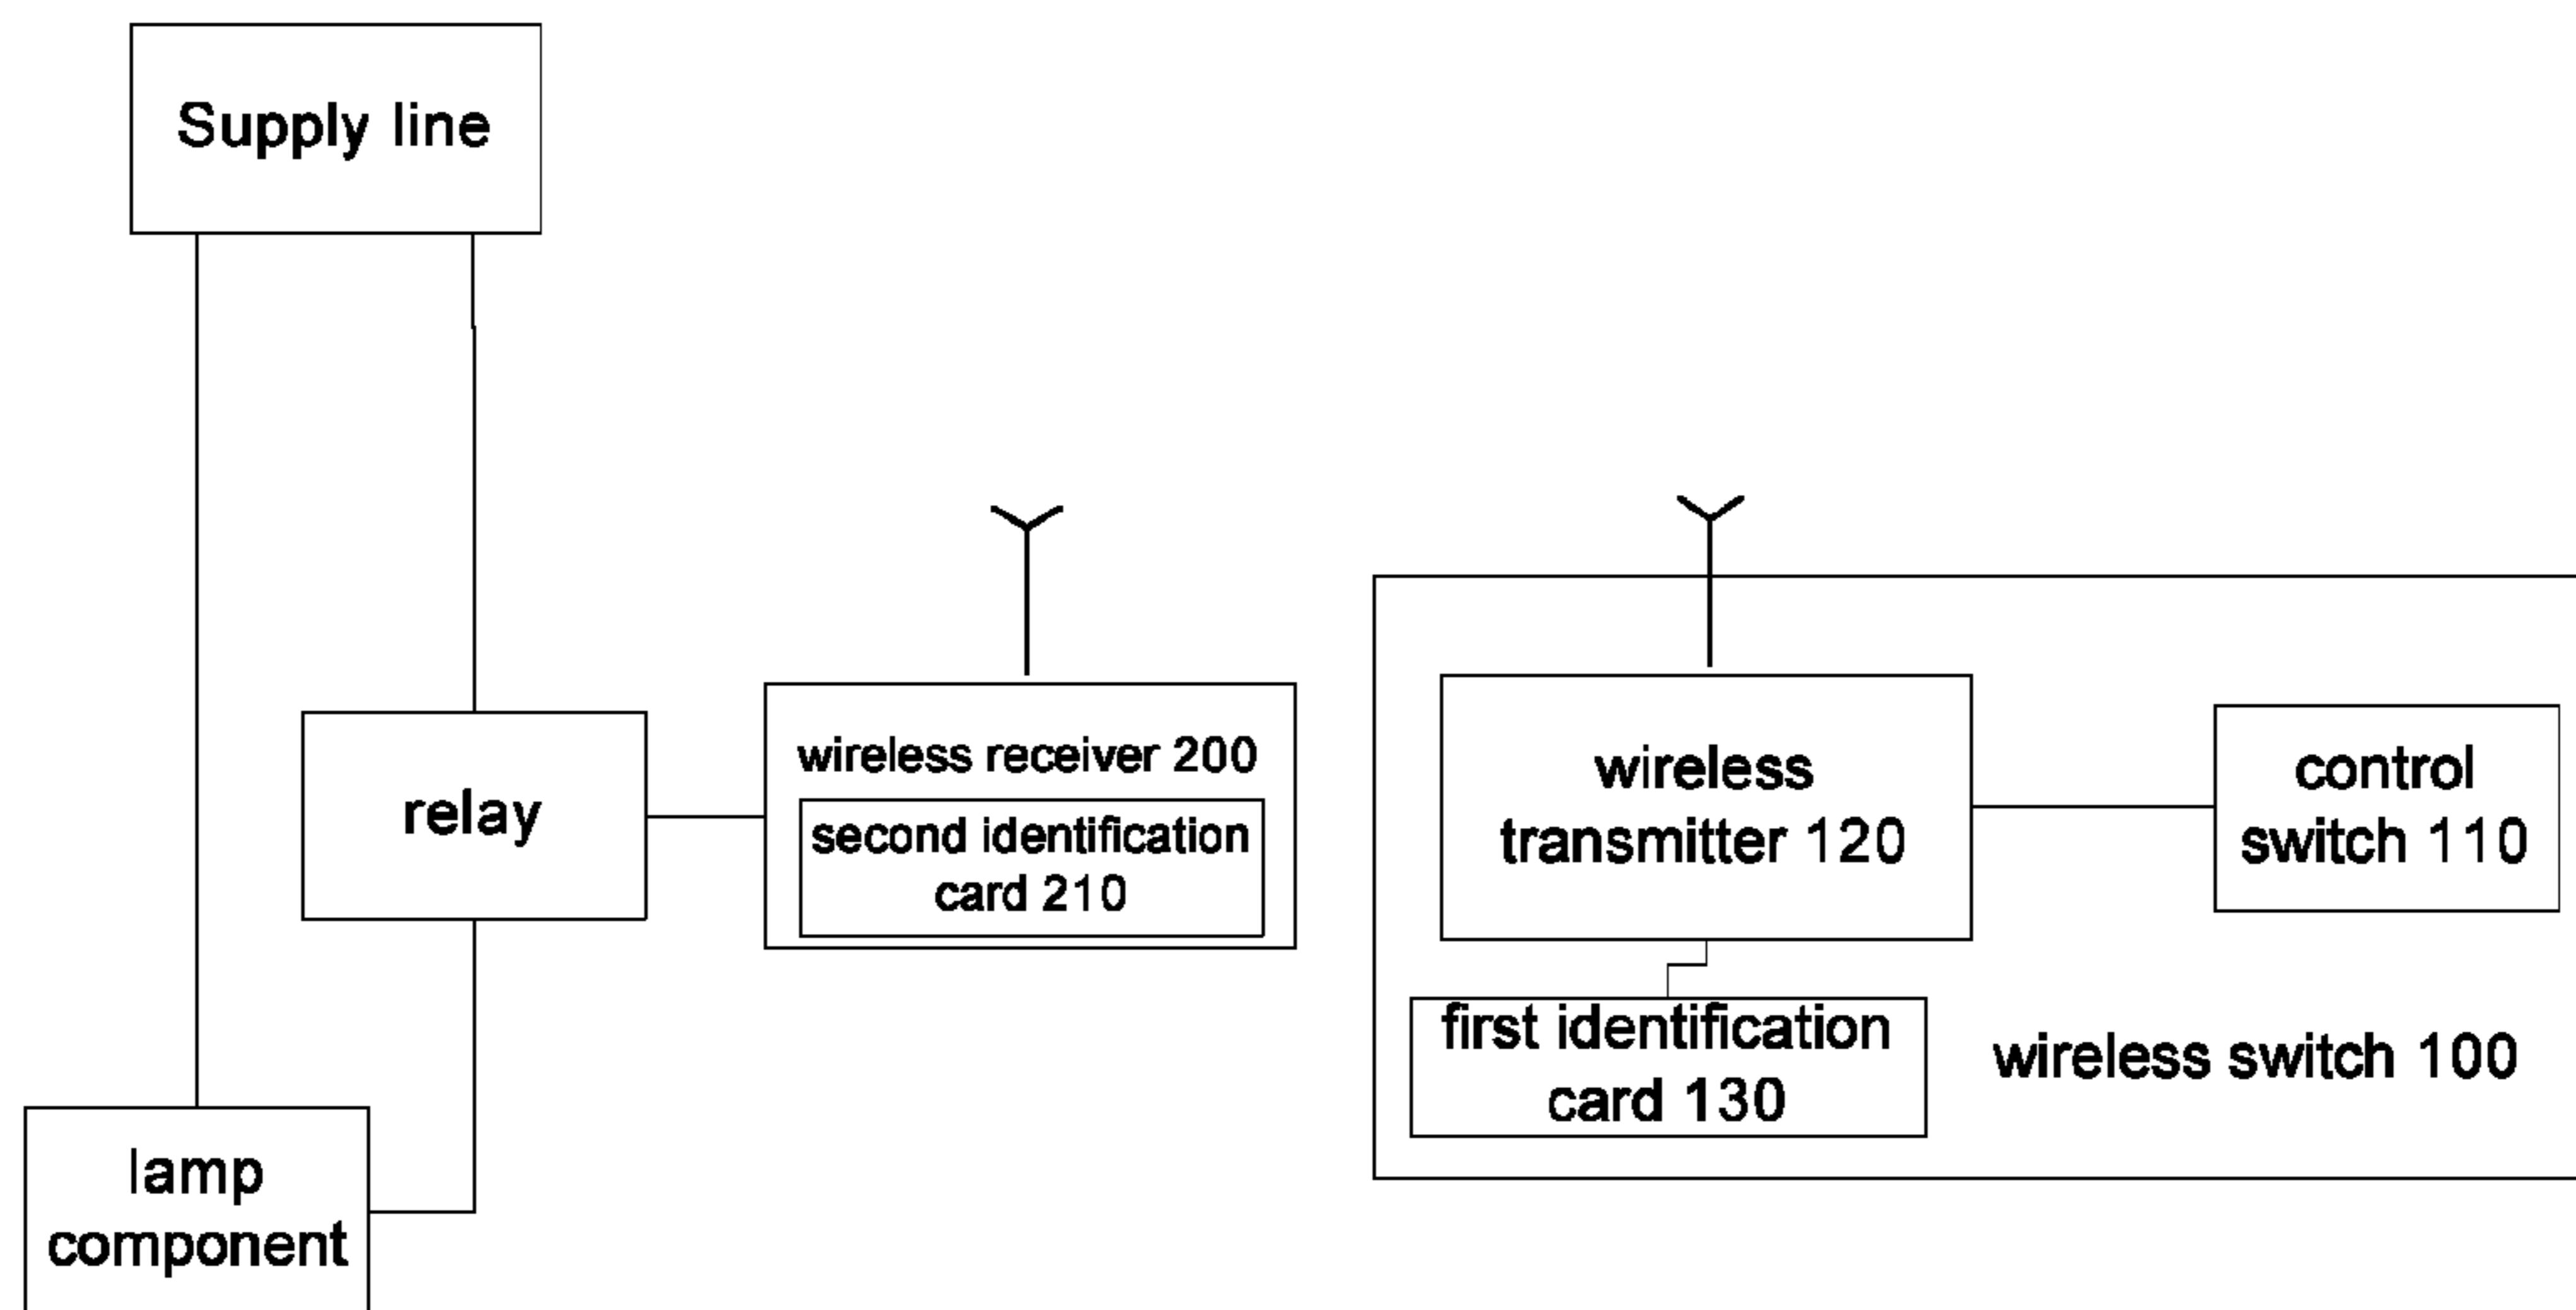 Supply line
relay
wireless receiver 200
second identification
card 210
wireless
transmitter 120
control
switch 110
first identification
card 130
wireless switch 100
lamp
component